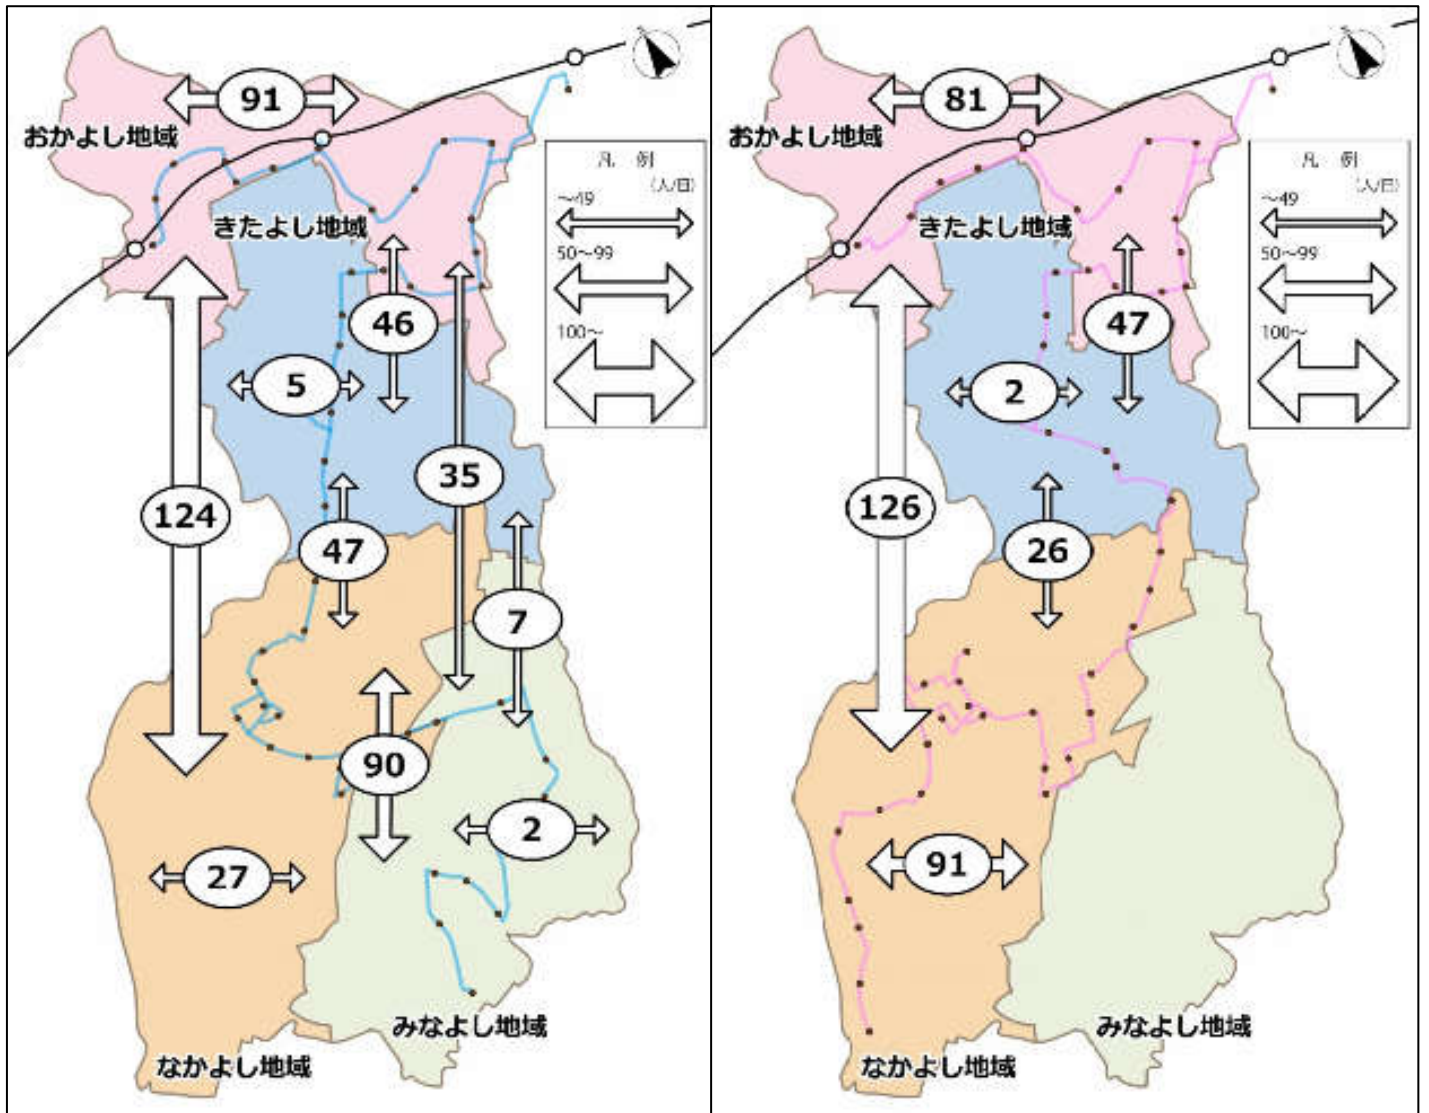 91
おかよし地域
凡 例
(人/日)
～49
50～99
100～
きたよし地域
46
5
35
124
47
7
90
2
27
みなよし地域
なかよし地域
81
おかよし地域
凡 例
(人/日)
～49
50～99
100～
きたよし地域
47
2
126
26
91
みなよし地域
なかよし地域